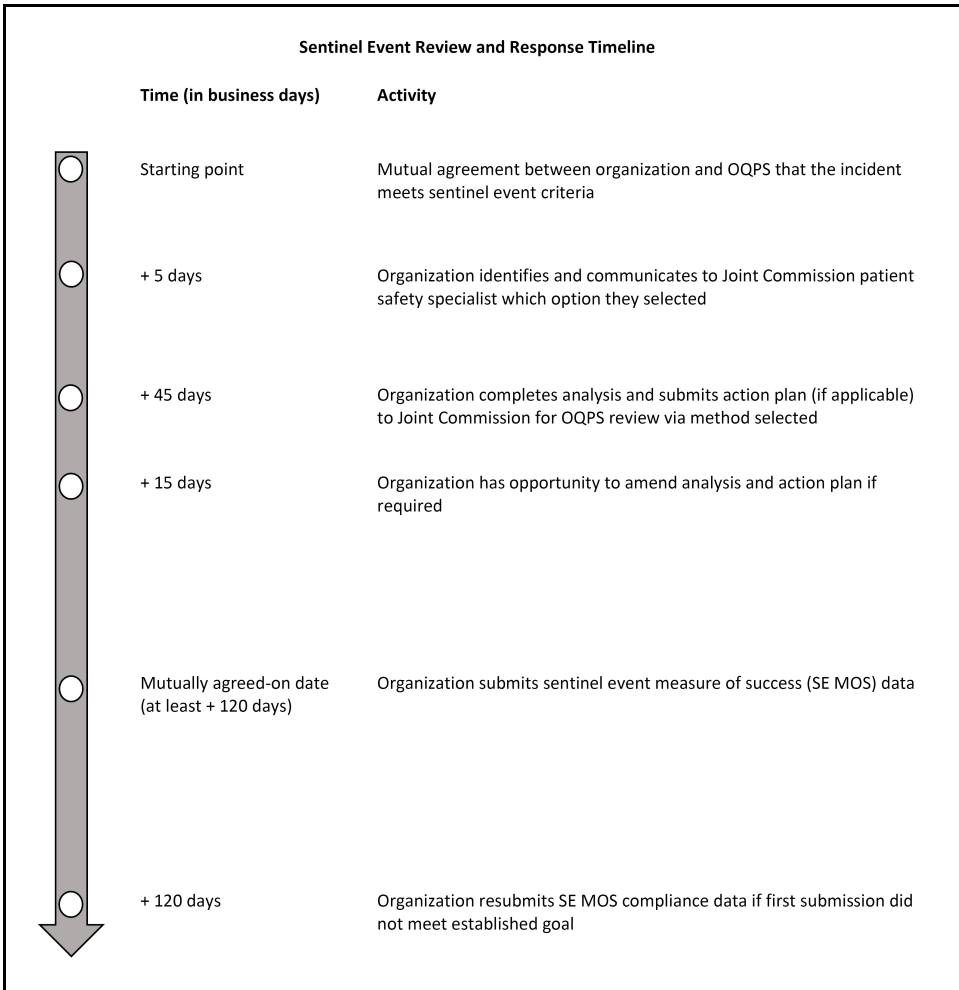 Sentinel Event Review and Response Timeline
Time (in business days) Activity
Starting point Mutual agreement between organization and OQPS that the incident
meets sentinel event criteria
+ 5 days Organization identifies and communicates to Joint Commission patient
safety specialist which option they selected
+ 45 days Organization completes analysis and submits action plan (if applicable)
to Joint Commission for OQPS review via method selected
+ 15 days Organization has opportunity to amend analysis and action plan if
required
Mutually agreed-on date Organization submits sentinel event measure of success (SE MOS) data
(at least + 120 days)
+ 120 days Organization resubmits SE MOS compliance data if first submission did
not meet established goal